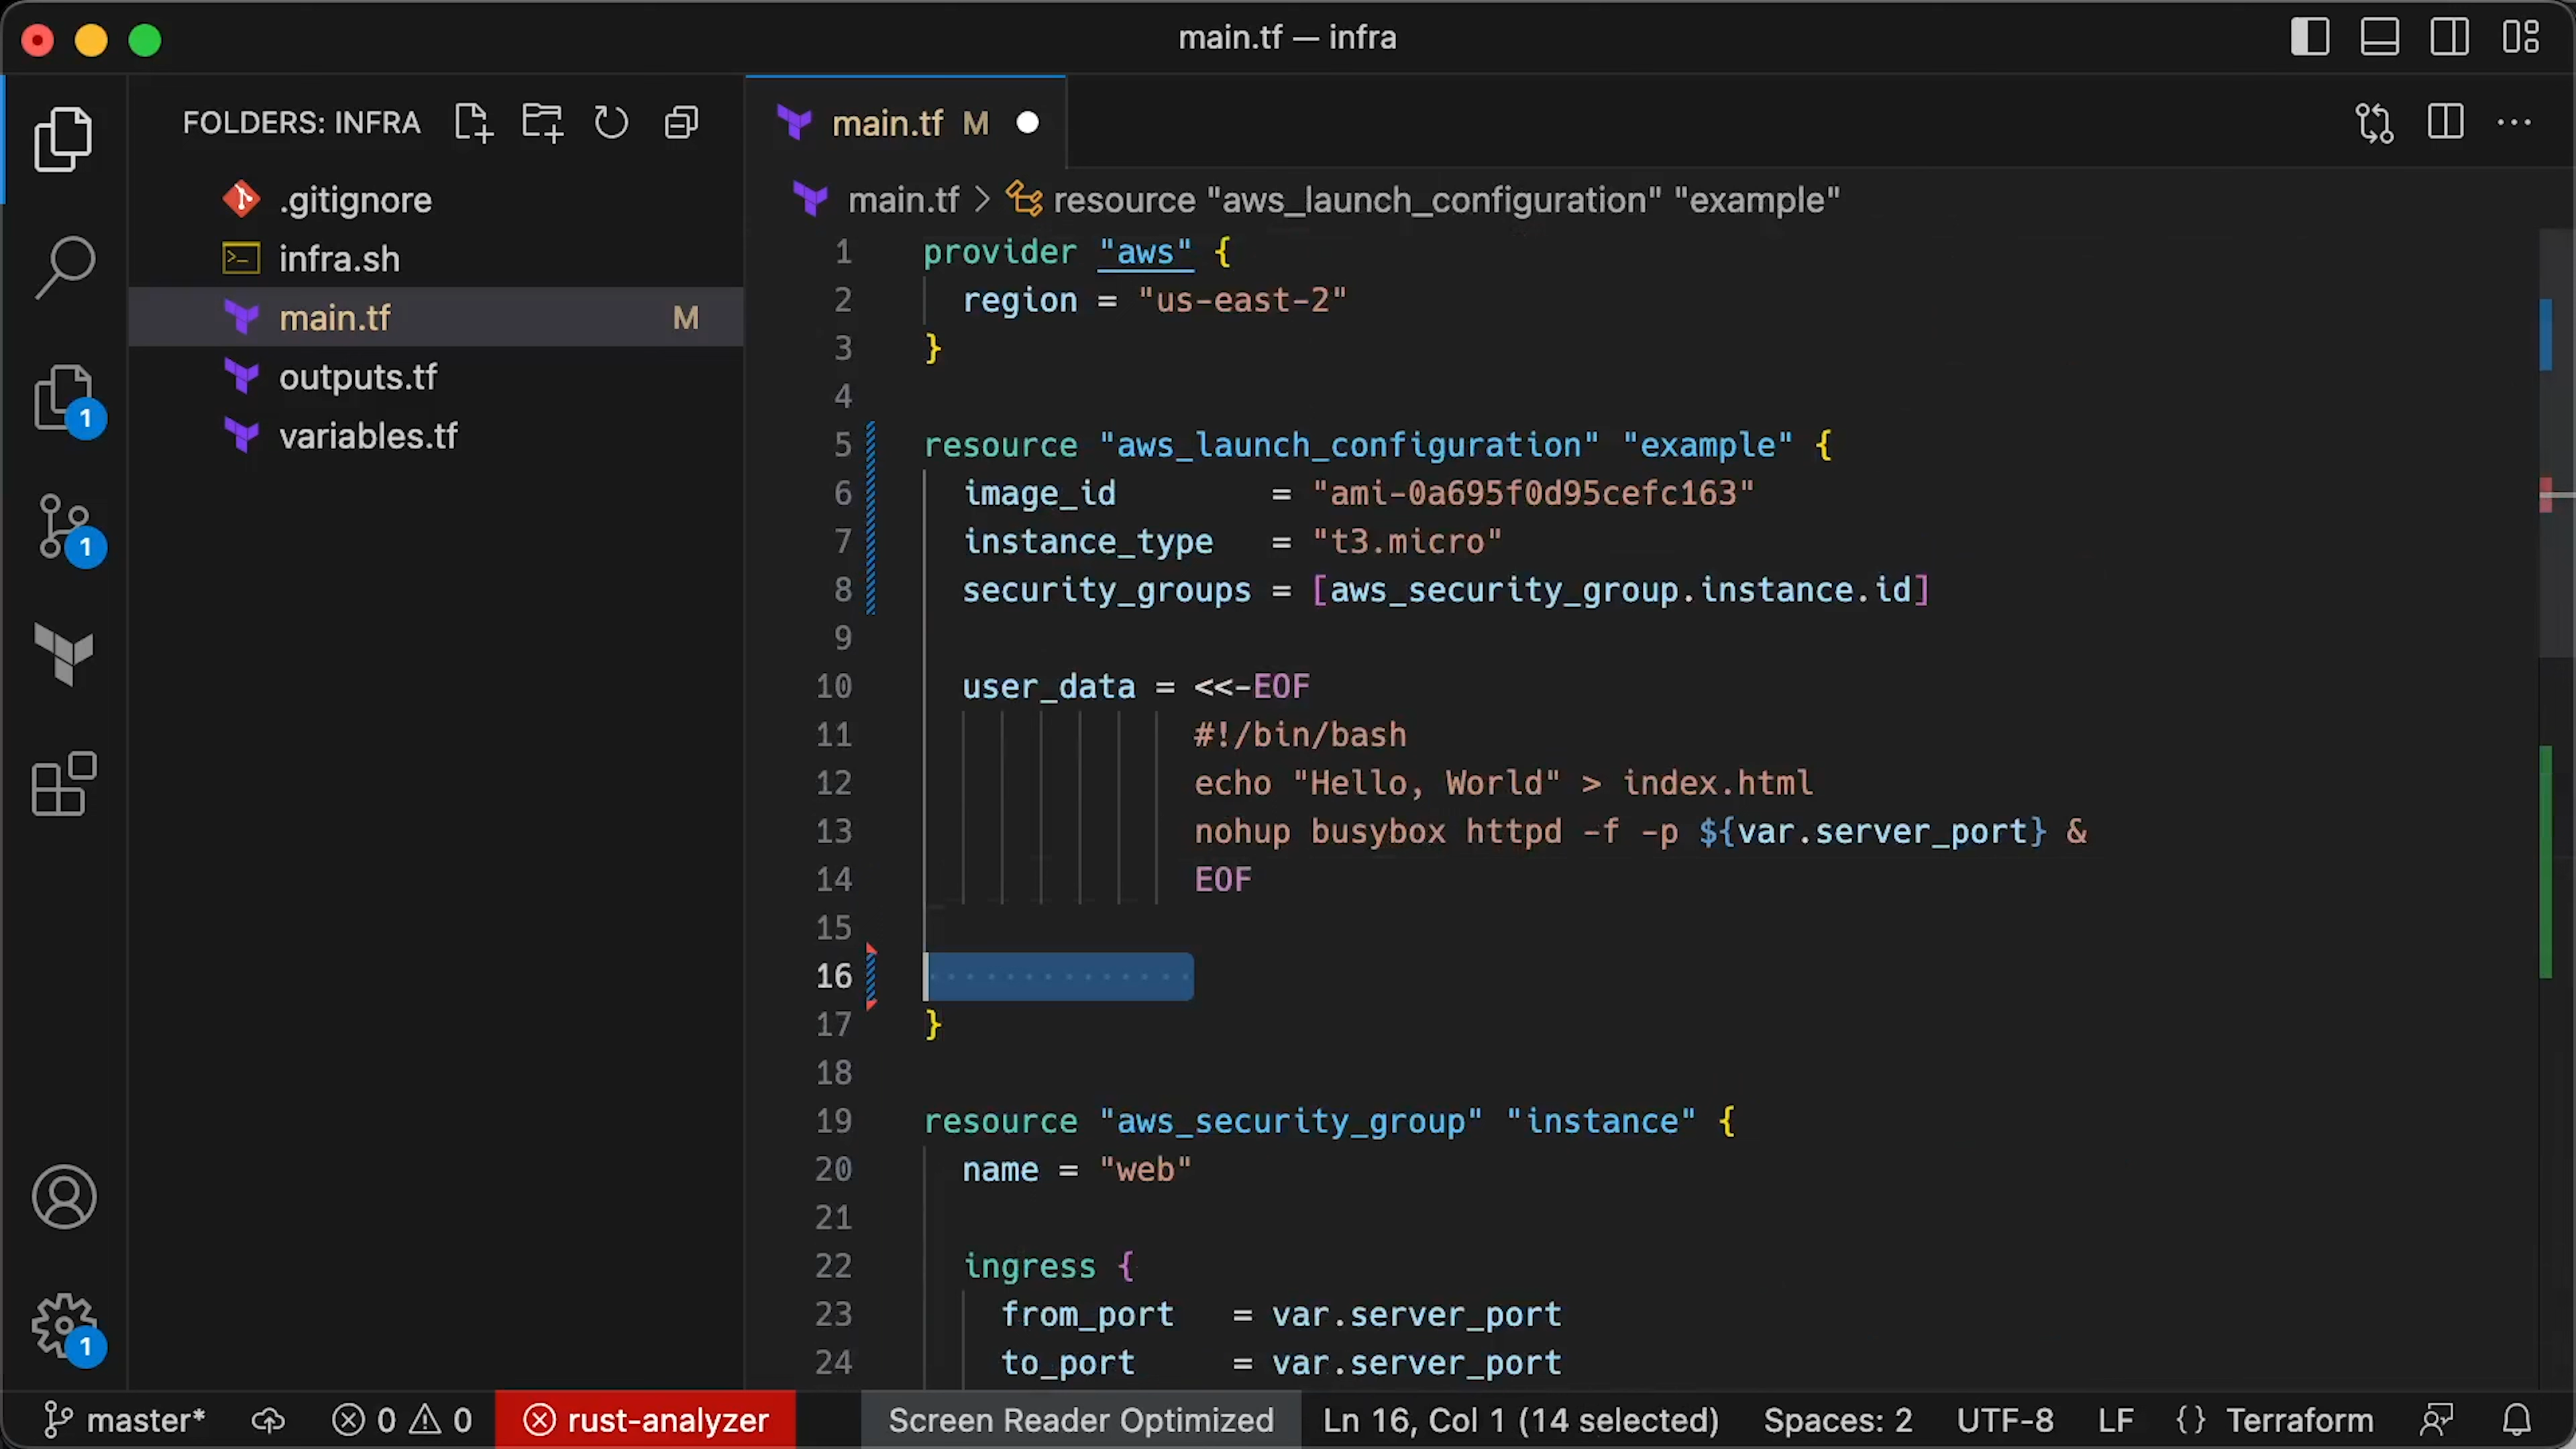 main.tf — infra
FOLDERS: INFRA
.gitignore
infra.sh
main.tf M
outputs.tf
variables.tf
1
1
1
main.tf M
main.tf > resource "aws_launch_configuration" "example"
1 provider "aws" {
2   region = "us-east-2"
3 }
4
5 resource "aws_launch_configuration" "example" {
6   image_id        = "ami-0a695f0d95cefc163"
7   instance_type   = "t3.micro"
8   security_groups = [aws_security_group.instance.id]
9
10   user_data = <<-EOF
11               #!/bin/bash
12               echo "Hello, World" > index.html
13               nohup busybox httpd -f -p ${var.server_port} &
14               EOF
15
16
17 }
18
19 resource "aws_security_group" "instance" {
20   name = "web"
21
22   ingress {
23     from_port   = var.server_port
24     to_port     = var.server_port
master* 0 0 rust-analyzer Screen Reader Optimized Ln 16, Col 1 (14 selected) Spaces: 2 UTF-8 LF {} Terraform